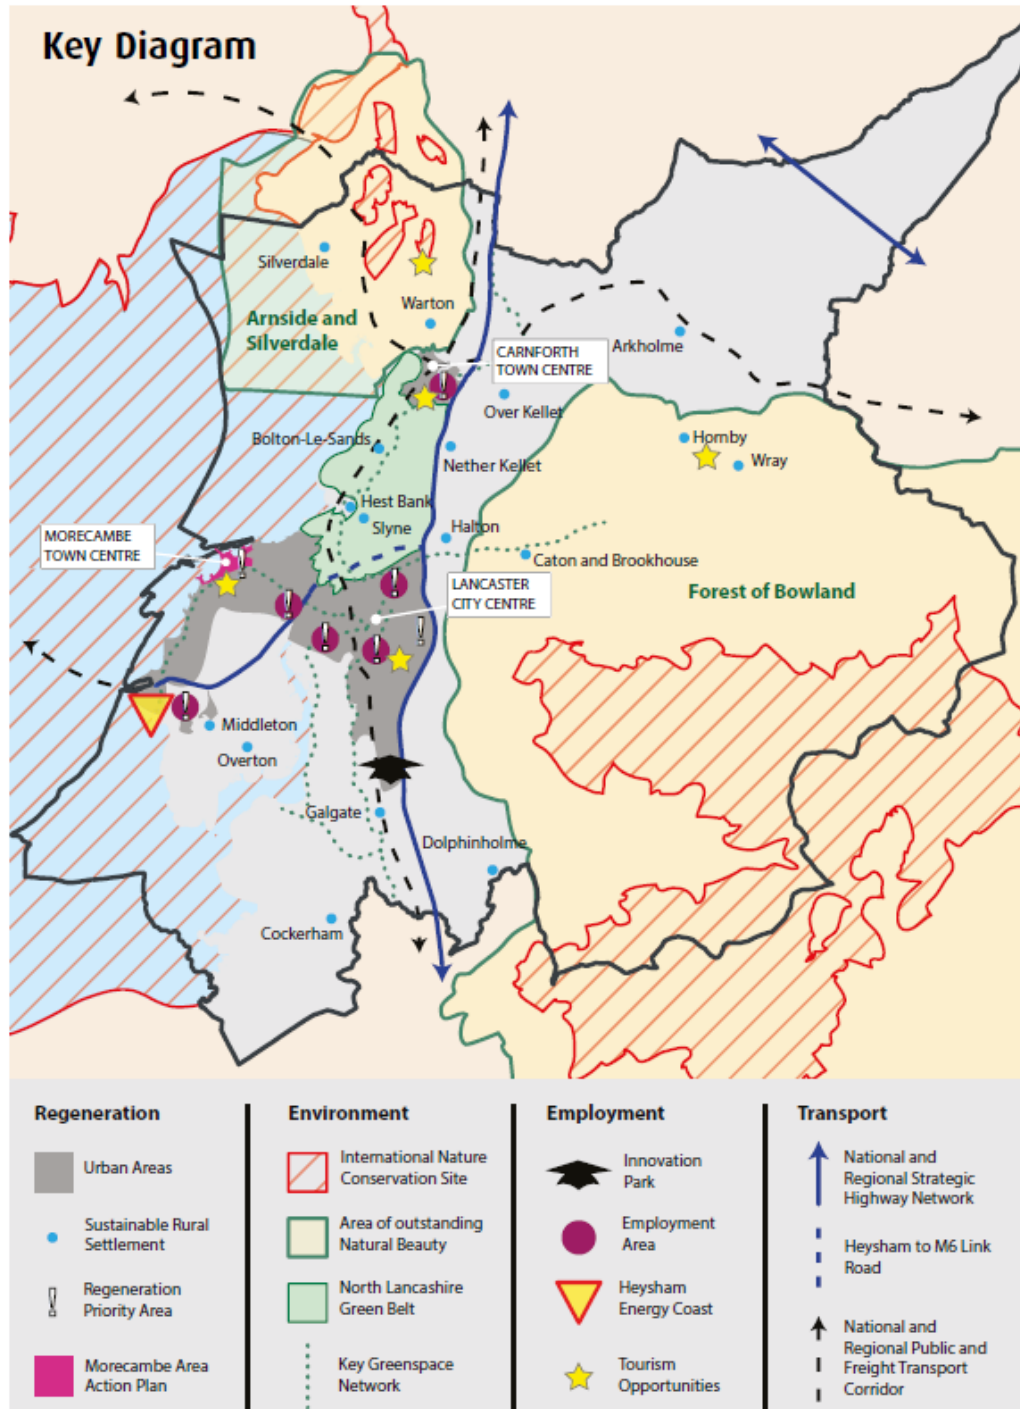 Key Diagram
Silverdale
Warton
Arnside and
Silverdale
CARNFORTH
TOWN CENTRE
Arkholme
Over Kellet
Bolton-Le-Sands
Nether Kellet
Hornby
Wray
Hest Bank
Slyne
Halton
MORECAMBE
TOWN CENTRE
Caton and Brookhouse
LANCASTER
CITY CENTRE
Forest of Bowland
Middleton
Overton
Galgate
Dolphinholme
Cockerham
Regeneration
Urban Areas
Sustainable Rural
Settlement
Regeneration
Priority Area
Morecambe Area
Action Plan
Environment
International Nature
Conservation Site
Area of outstanding
Natural Beauty
North Lancashire
Green Belt
Key Greenspace
Network
Employment
Innovation
Park
Employment
Area
Heysham
Energy Coast
Tourism
Opportunities
Transport
National and
Regional Strategic
Highway Network
Heysham to M6 Link
Road
National and
Regional Public and
Freight Transport
Corridor